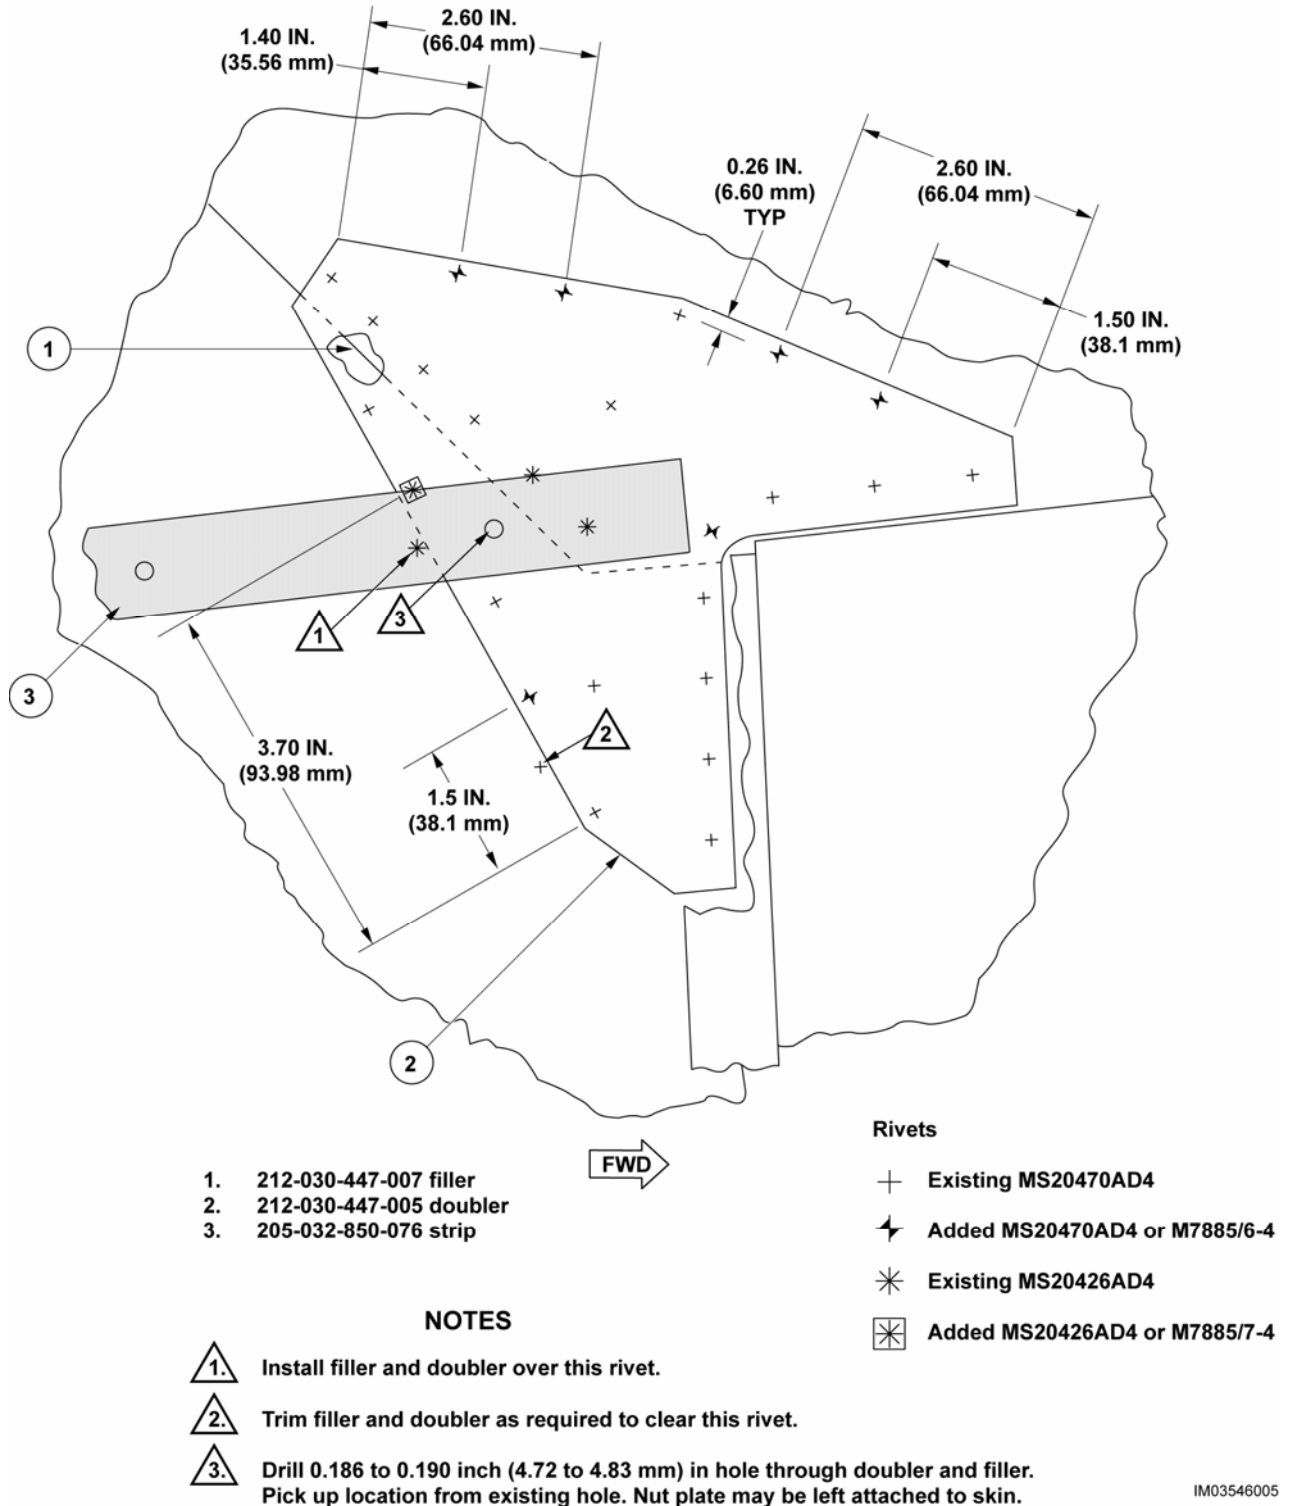 2.60 IN.
(66.04 mm)
1.40 IN.
(35.56 mm)
0.26 IN.
(6.60 mm)
TYP
2.60 IN.
(66.04 mm)
1.50 IN.
(38.1 mm)
1
1
3
3
2
3.70 IN.
(93.98 mm)
1.5 IN.
(38.1 mm)
2
FWD
1. 212-030-447-007 filler
2. 212-030-447-005 doubler
3. 205-032-850-076 strip
Rivets
Existing MS20470AD4
Added MS20470AD4 or M7885/6-4
Existing MS20426AD4
Added MS20426AD4 or M7885/7-4
NOTES
1. Install filler and doubler over this rivet.
2. Trim filler and doubler as required to clear this rivet.
3. Drill 0.186 to 0.190 inch (4.72 to 4.83 mm) in hole through doubler and filler.
Pick up location from existing hole. Nut plate may be left attached to skin.
IM03546005